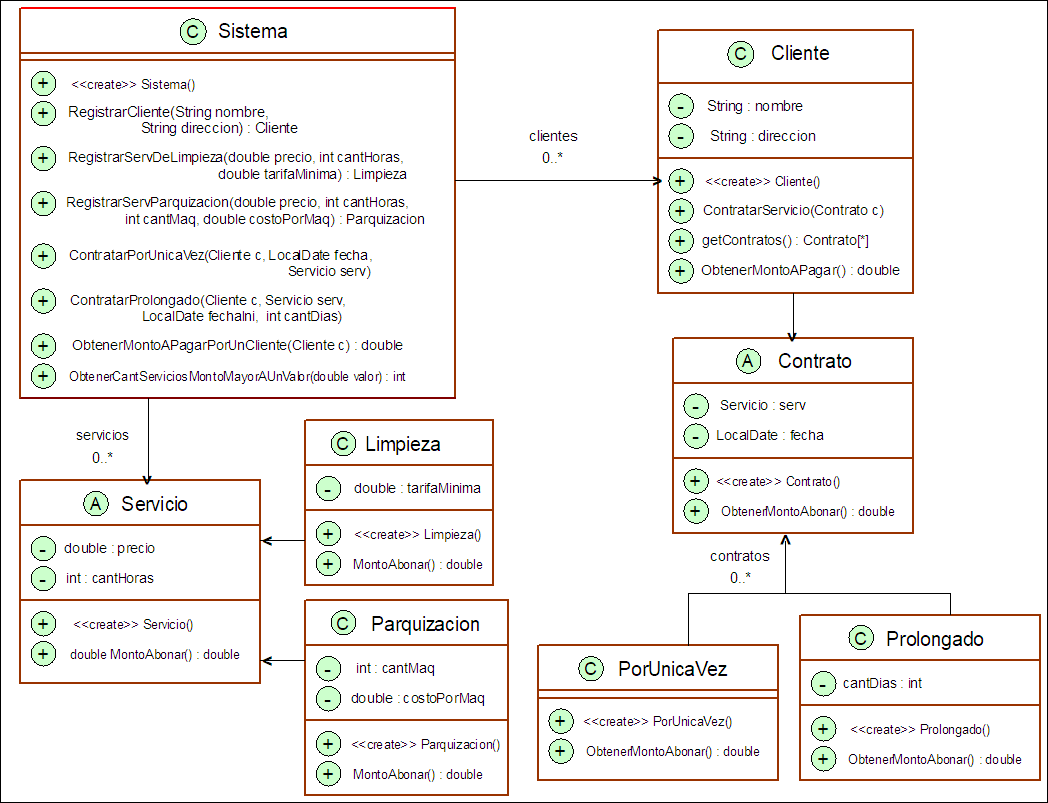 C Sistema
+ <<create>> Sistema()
+ RegistrarCliente(String nombre,
String direccion) : Cliente
+ RegistrarServDeLimpieza(double precio, int cantHoras,
double tarifaMinima) : Limpieza
+ RegistrarServParquizacion(double precio, int cantHoras,
int cantMaq, double costoPorMaq) : Parquizacion
+ ContratarPorUnicaVez(Cliente c, LocalDate fecha,
Servicio serv)
+ ContratarProlongado(Cliente c, Servicio serv,
LocalDate fechaIni, int cantDias)
+ ObtenerMontoAPagarPorUnCliente(Cliente c) : double
+ ObtenerCantServiciosMontoMayorAUnValor(double valor) : int
clientes
0..*
C Cliente
- String : nombre
- String : direccion
+ <<create>> Cliente()
+ ContratarServicio(Contrato c)
+ getContratos() : Contrato[*]
+ ObtenerMontoAPagar() : double
A Contrato
- Servicio : serv
- LocalDate : fecha
+ <<create>> Contrato()
+ ObtenerMontoAbonar() : double
servicios
0..*
A Servicio
- double : precio
- int : cantHoras
+ <<create>> Servicio()
+ double MontoAbonar() : double
C Limpieza
- double : tarifaMinima
+ <<create>> Limpieza()
+ MontoAbonar() : double
C Parquizacion
- int : cantMaq
- double : costoPorMaq
+ <<create>> Parquizacion()
+ MontoAbonar() : double
contratos
0..*
C PorUnicaVez
+ <<create>> PorUnicaVez()
+ ObtenerMontoAbonar() : double
C Prolongado
- cantDias : int
+ <<create>> Prolongado()
+ ObtenerMontoAbonar() : double